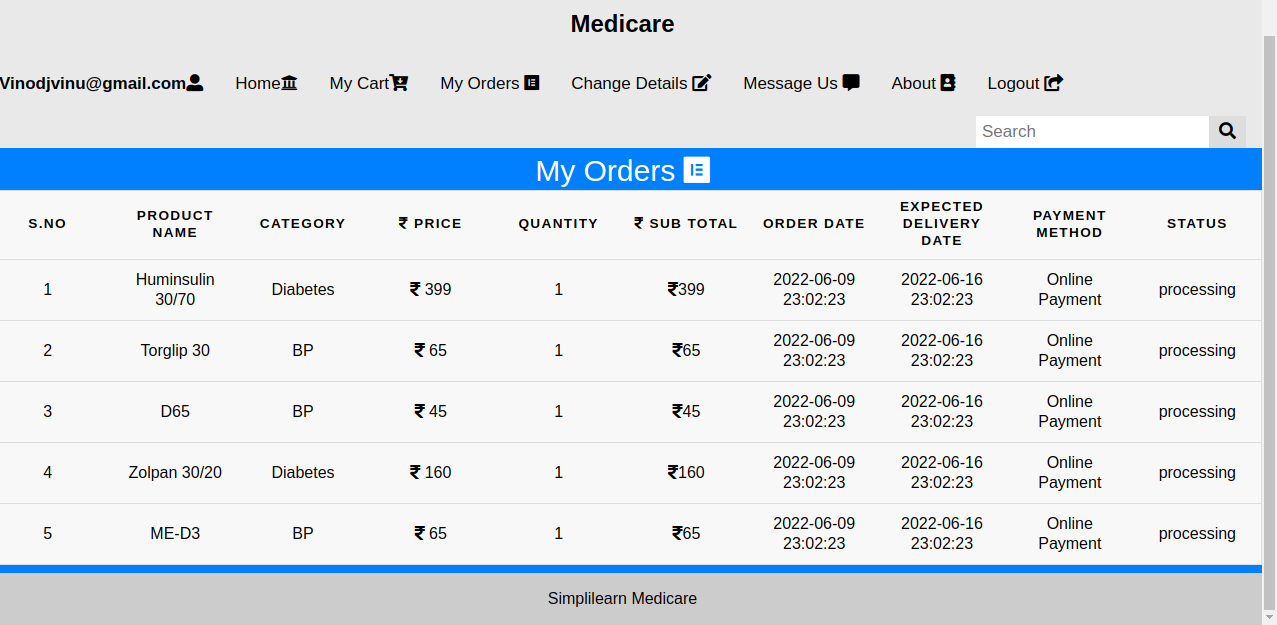 Medicare
Vinodjvinu@gmail.com Home My Cart My Orders Change Details Message Us About Logout
Search
My Orders
S.NO PRODUCT NAME CATEGORY ₹ PRICE QUANTITY ₹ SUB TOTAL ORDER DATE EXPECTED DELIVERY DATE PAYMENT METHOD STATUS
1 Huminsulin 30/70 Diabetes ₹ 399 1 ₹399 2022-06-09 23:02:23 2022-06-16 23:02:23 Online Payment processing
2 Torglip 30 BP ₹ 65 1 ₹65 2022-06-09 23:02:23 2022-06-16 23:02:23 Online Payment processing
3 D65 BP ₹ 45 1 ₹45 2022-06-09 23:02:23 2022-06-16 23:02:23 Online Payment processing
4 Zolpan 30/20 Diabetes ₹ 160 1 ₹160 2022-06-09 23:02:23 2022-06-16 23:02:23 Online Payment processing
5 ME-D3 BP ₹ 65 1 ₹65 2022-06-09 23:02:23 2022-06-16 23:02:23 Online Payment processing
Simplilearn Medicare